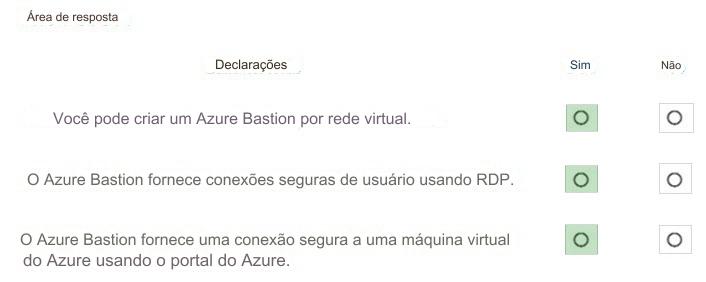 Área de resposta
Declarações Sim Não
Você pode criar um Azure Bastion por rede virtual.
O Azure Bastion fornece conexões seguras de usuário usando RDP.
O Azure Bastion fornece uma conexão segura a uma máquina virtual
do Azure usando o portal do Azure.